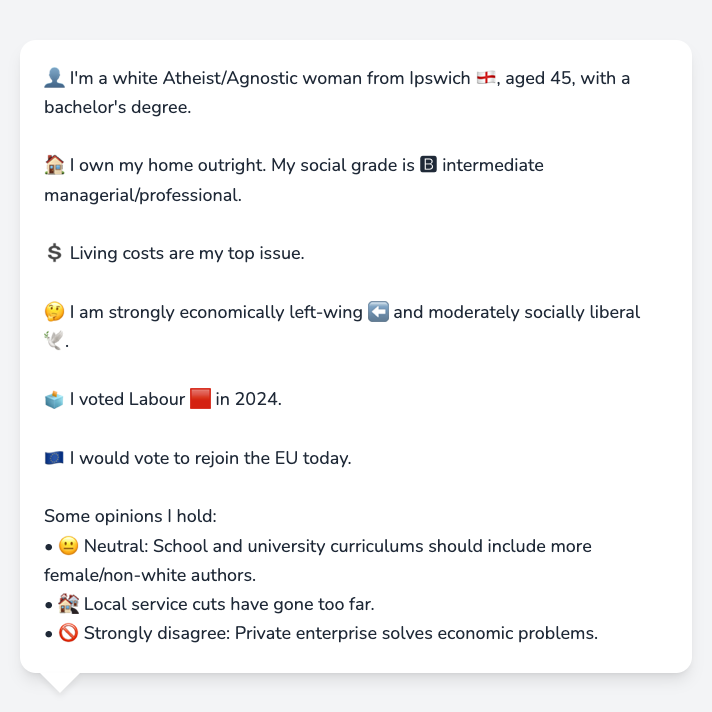 👤 I'm a white Atheist/Agnostic woman from Ipswich 🏴󠁧󠁢󠁥󠁮󠁧󠁿, aged 45, with a
bachelor's degree.
🏠 I own my home outright. My social grade is 🅱 intermediate
managerial/professional.
💲 Living costs are my top issue.
🤔 I am strongly economically left-wing ⬅️ and moderately socially liberal
🕊️.
🗳️ I voted Labour 🟥 in 2024.
🇪🇺 I would vote to rejoin the EU today.
Some opinions I hold:
• 😐 Neutral: School and university curriculums should include more
female/non-white authors.
• 🏚️ Local service cuts have gone too far.
• 🚫 Strongly disagree: Private enterprise solves economic problems.